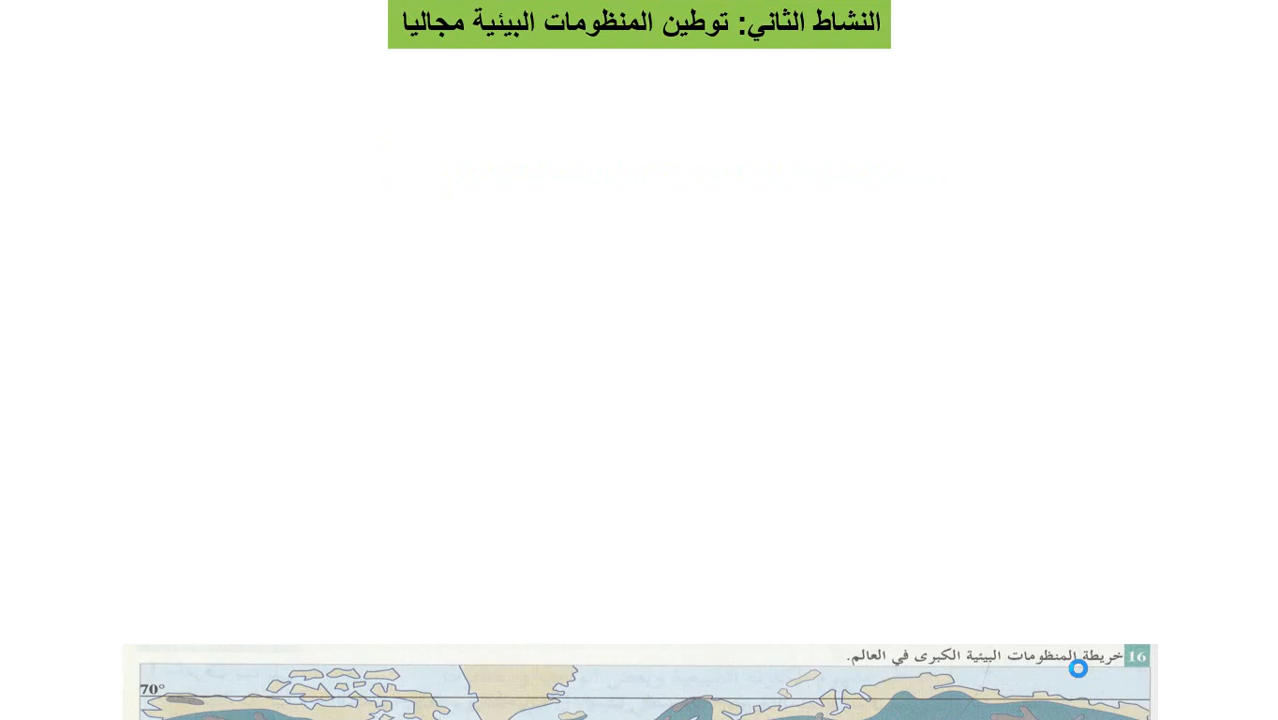 النشاط الثاني: توطين المنظومات البيئية مجاليا
16 خريطة المنظومات البيئية الكبرى في العالم.
70°